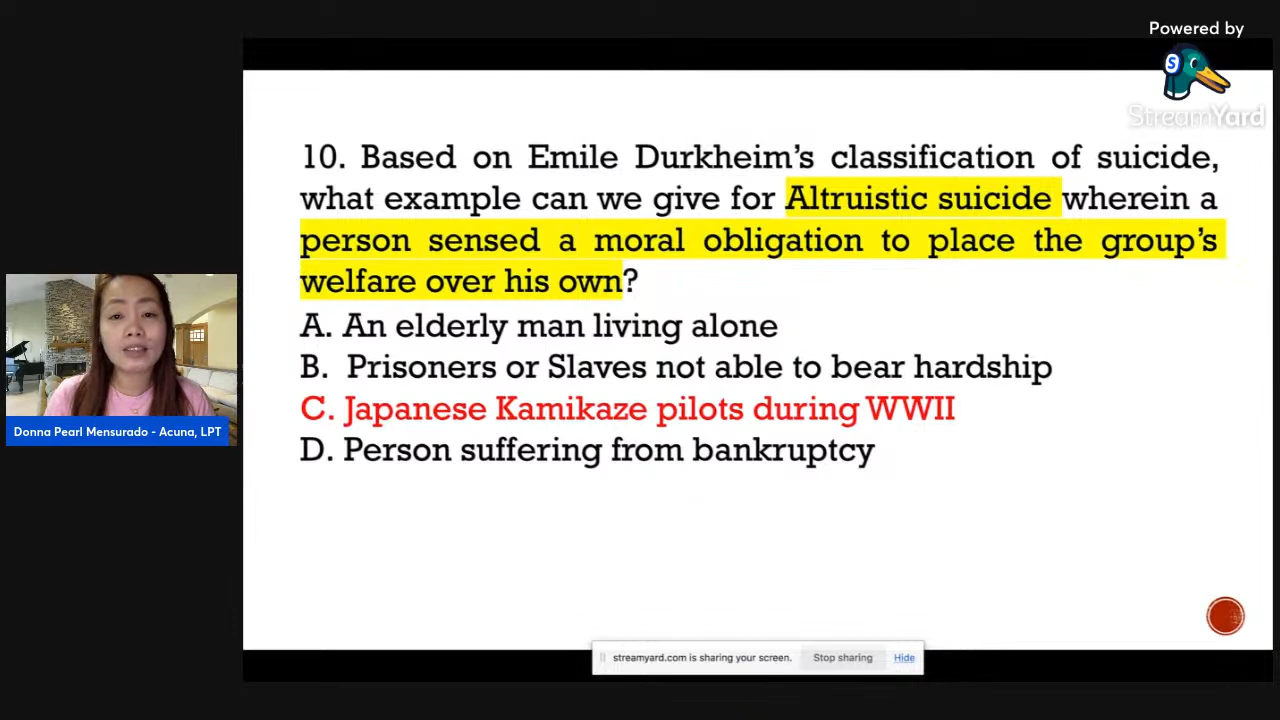 Powered by
StreamYard
10. Based on Emile Durkheim's classification of suicide,
what example can we give for Altruistic suicide wherein a
person sensed a moral obligation to place the group's
welfare over his own?
A. An elderly man living alone
B. Prisoners or Slaves not able to bear hardship
C. Japanese Kamikaze pilots during WWII
D. Person suffering from bankruptcy
Donna Pearl Mensurado - Acuna, LPT
streamyard.com is sharing your screen. Stop sharing Hide